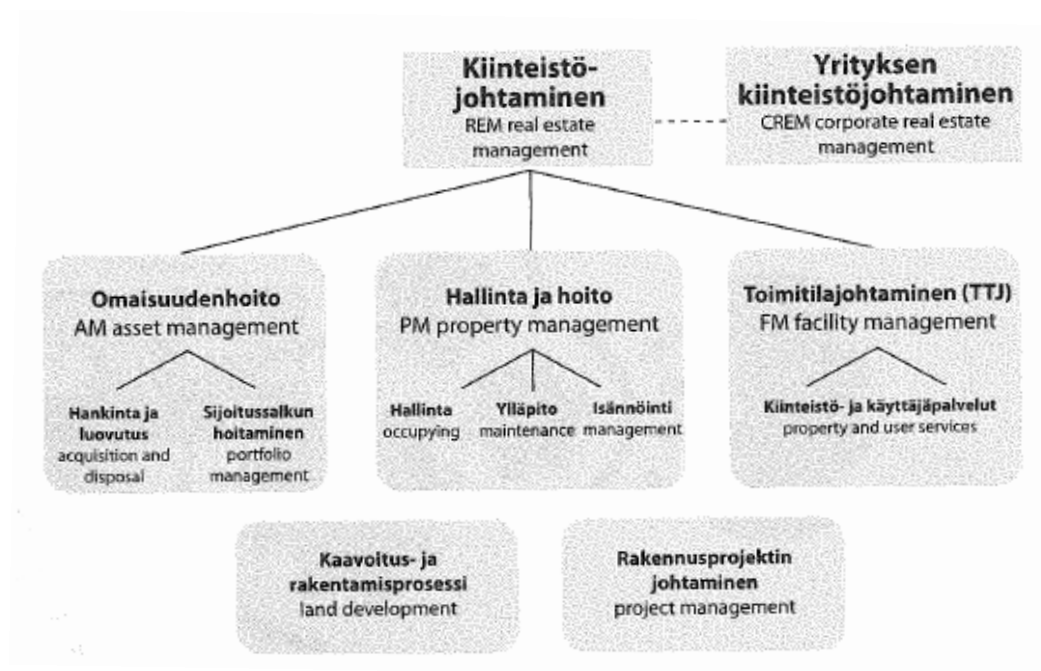 Kiinteistö-
johtaminen
REM real estate
management
Yrityksen
kiinteistöjohtaminen
CREM corporate real estate
management
Omaisuudenhoito
AM asset management
Hankinta ja
luovutus
acquisition and
disposal
Sijoitussalkun
hoitaminen
portfolio
management
Hallinta ja hoito
PM property management
Hallinta
occupying
Ylläpito
maintenance
Isännöinti
management
Toimitilajohtaminen (TTJ)
FM facility management
Kiinteistö- ja käyttäjäpalvelut
property and user services
Kaavoitus- ja
rakentamisprosessi
land development
Rakennusprojektin
johtaminen
project management